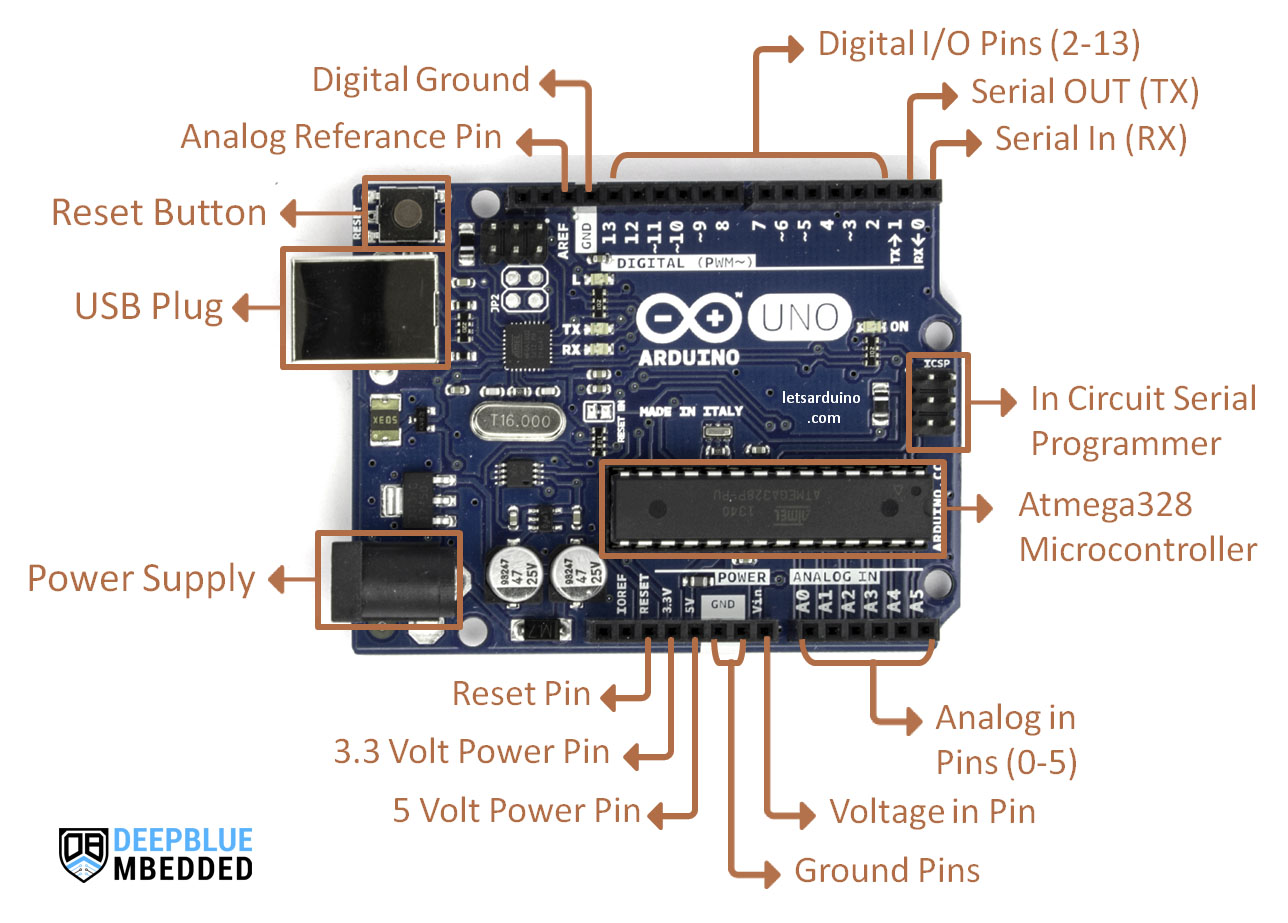 Digital I/O Pins (2-13)
Digital Ground
Serial OUT (TX)
Analog Referance Pin
Serial In (RX)
Reset Button
RESET
AREF
GND
13
12
~11
~10
~9
8
7
~6
~5
4
~3
2
TX→1
RX←0
DIGITAL (PWM~)
USB Plug
L
JP2
TX
RX
™
UNO
ON
ARDUINO
ICSP
letsarduino
.com
MADE IN ITALY
RESET EN
T16.000
In Circuit Serial
Programmer
ATMEGA328P-PU
1340
ATMEL
Atmega328
Microcontroller
Power Supply
98247
47
25V
98247
47
25V
IOREF
RESET
3.3V
5V
POWER
GND
Vin
ANALOG IN
A0
A1
A2
A3
A4
A5
Reset Pin
3.3 Volt Power Pin
5 Volt Power Pin
Analog in
Pins (0-5)
Voltage in Pin
Ground Pins
DEEPBLUE
MBEDDED